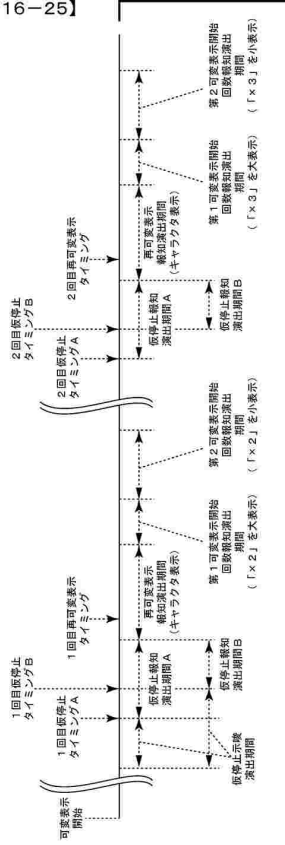 16−25】
可変表示
開始
1回目仮停止
タイミングA
1回目仮停止
タイミングB
1回目再可変表示
タイミング
2回目仮停止
タイミングA
2回目仮停止
タイミングB
2回目再可変表示
タイミング
仮停止示唆
演出期間
仮停止報知
演出期間A
仮停止報知
演出期間B
再可変表示
報知演出期間
(キャラクタ表示)
第1可変表示開始
回数報知演出
期間
(「×2」を大表示)
第2可変表示開始
回数報知演出
期間
(「×2」を小表示)
仮停止報知
演出期間A
仮停止報知
演出期間B
再可変表示
報知演出期間
(キャラクタ表示)
第1可変表示開始
回数報知演出
期間
(「×3」を大表示)
第2可変表示開始
回数報知演出
期間
(「×3」を小表示)